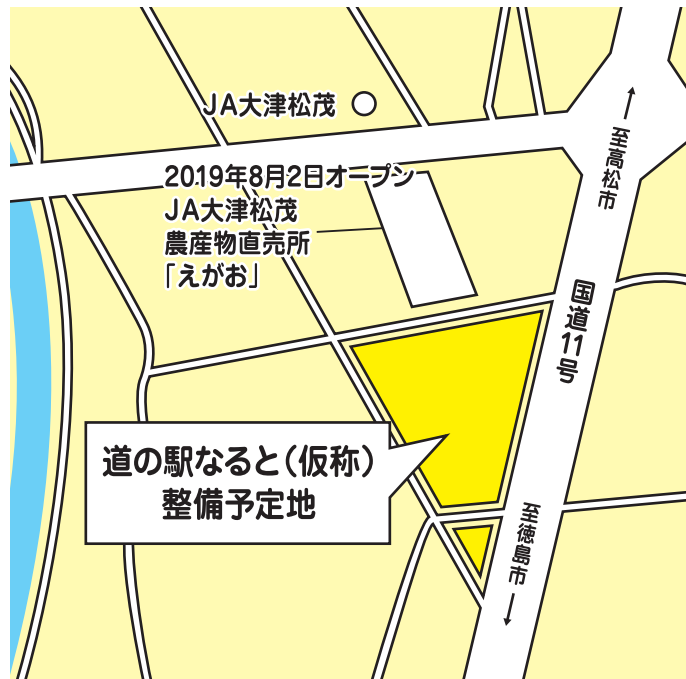 JA大津松茂
至高松市
2019年8月2日オープン
JA大津松茂
農産物直売所
「えがお」
国道11号
道の駅なると(仮称)
整備予定地
至徳島市